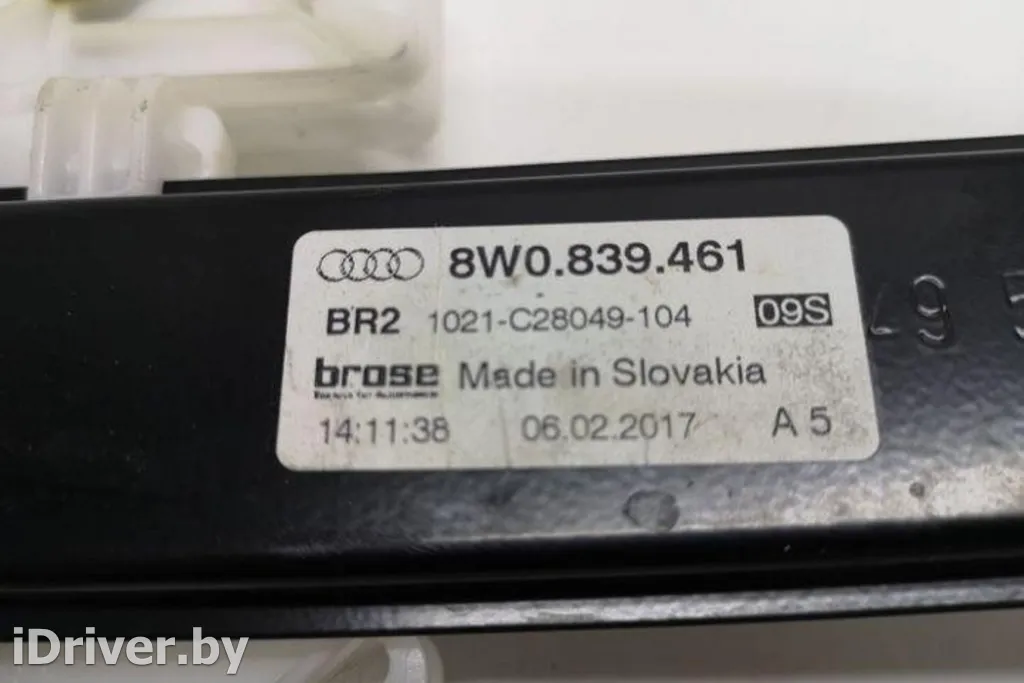 8W0.839.461
BR2 1021-C28049-104 09S
brose Made in Slovakia
14:11:38 06.02.2017 A 5
iDriver.by